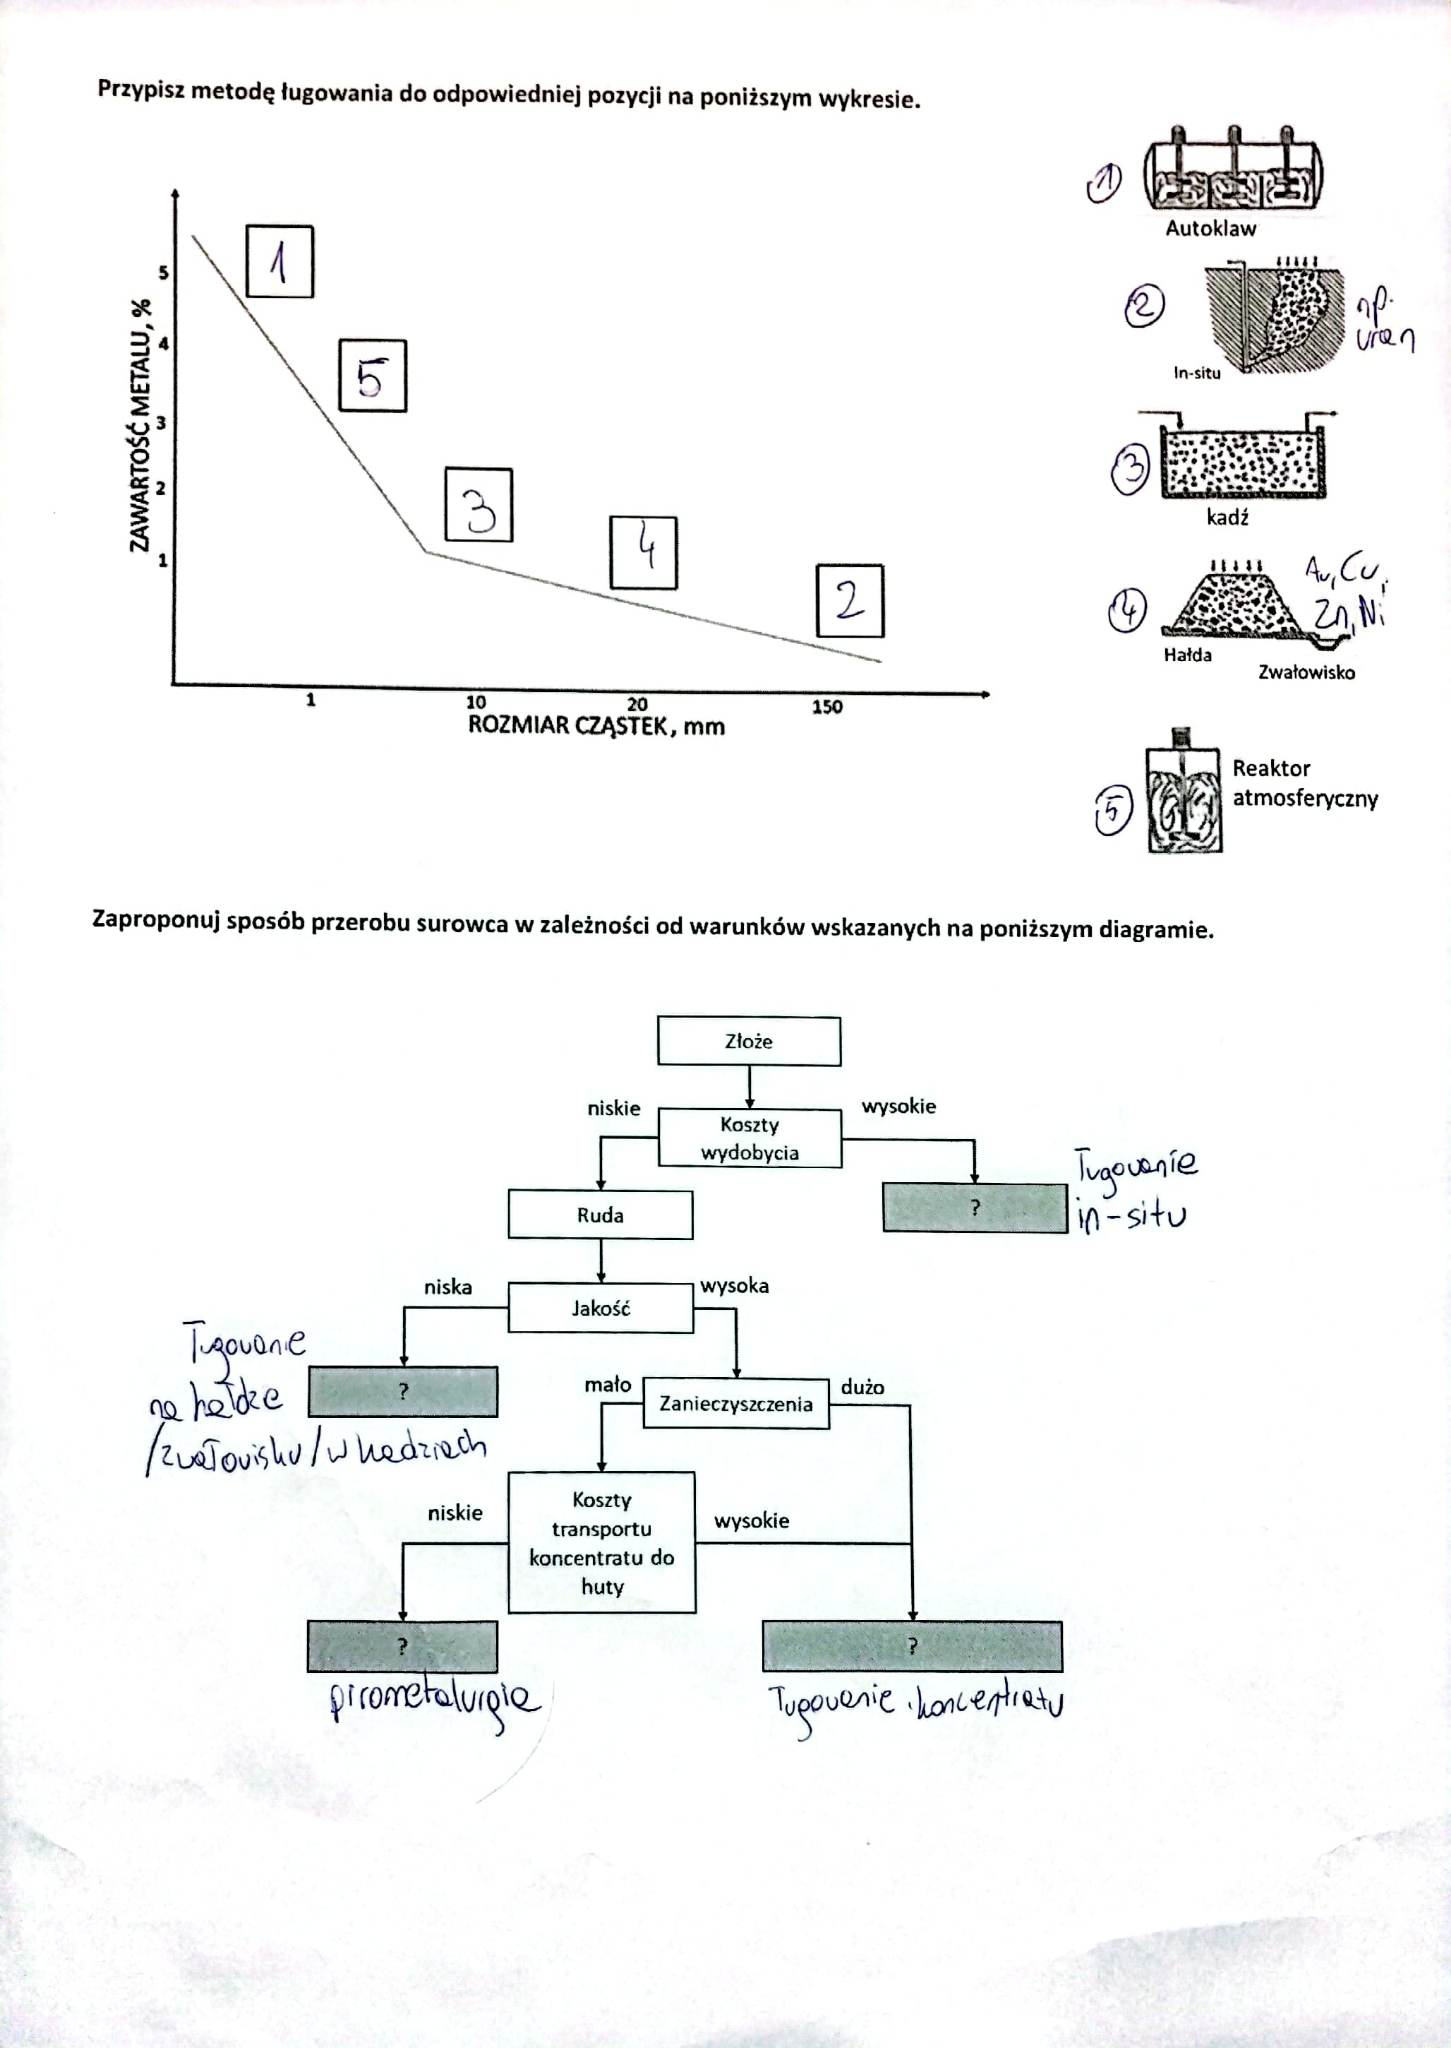 Przypisz metodę ługowania do odpowiedniej pozycji na poniższym wykresie.
1
Autoklaw
2
In-situ
np.
uran
3
kadź
4
Au, Cu,
Zn, Ni
Hałda
Zwałowisko
5
Reaktor
atmosferyczny
ZAWARTOŚĆ METALU, %
5
4
3
2
1
1
5
3
4
2
1
10
20
150
ROZMIAR CZĄSTEK, mm
Zaproponuj sposób przerobu surowca w zależności od warunków wskazanych na poniższym diagramie.
Złoże
niskie
Koszty
wydobycia
wysokie
Ruda
?
Ługowanie
in-situ
niska
Jakość
wysoka
Ługowanie
na hałdze
/zwałowisku/w kadziach
?
mało
Zanieczyszczenia
dużo
niskie
Koszty
transportu
koncentratu do
huty
wysokie
?
pirometalurgia
?
Ługowanie koncentratu